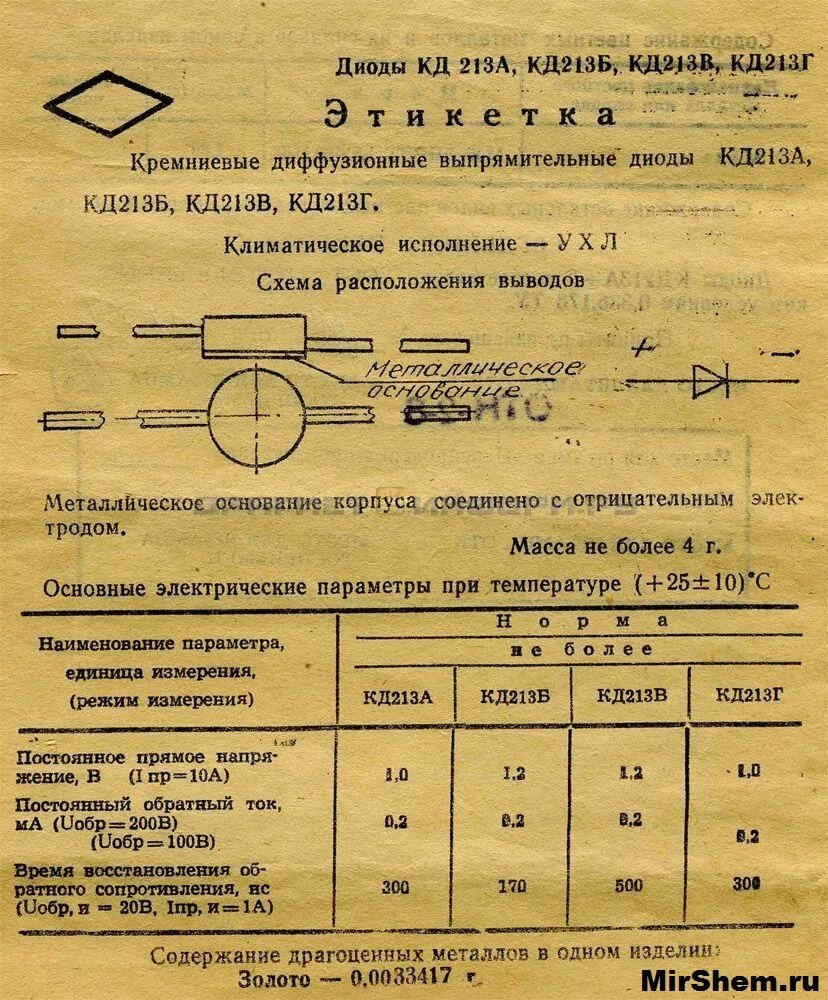 Диоды КД 213А, КД213Б, КД213В, КД213Г
Этикетка
Кремниевые диффузионные выпрямительные диоды КД213А,
КД213Б, КД213В, КД213Г.
Климатическое исполнение — УХЛ
Схема расположения выводов
Металлическое
основание
+ —
Металлическое основание корпуса соединено с отрицательным элек-
тродом.
Масса не более 4 г.
Основные электрические параметры при температуре (+25±10)°С
Наименование параметра,
единица измерения,
(режим измерения)
Норма
не более
КД213А КД213Б КД213В КД213Г
Постоянное прямое напря-
жение, В (I пр=10А) 1,0 1,2 1,2 1,0
Постоянный обратный ток,
мА (Uобр=200В) 0,2 0,2 0,2
(Uобр=100В) 0,2
Время восстановления об-
ратного сопротивления, нс 300 170 500 300
(Uобр, и = 20В, Iпр, и=1А)
Содержание драгоценных металлов в одном изделии:
Золото — 0,0033417 г.
MirShem.ru